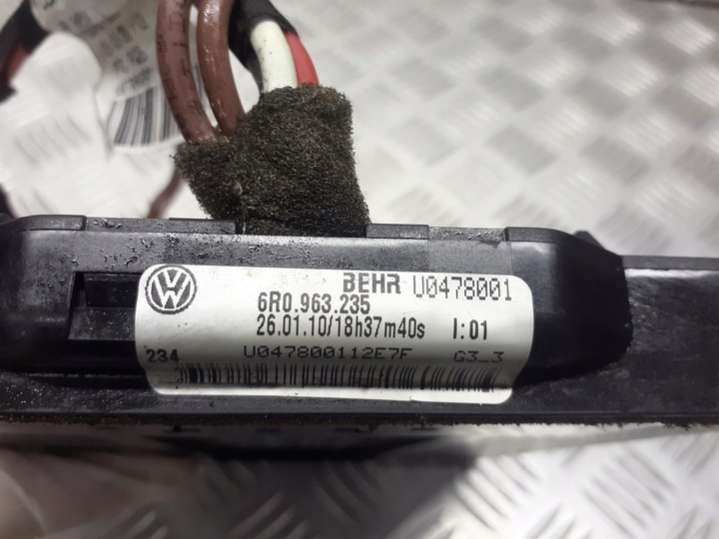 BEHR U0478001
6R0.963.235
26.01.10/18h37m40s I:01
234 U047800112E7F G3_3